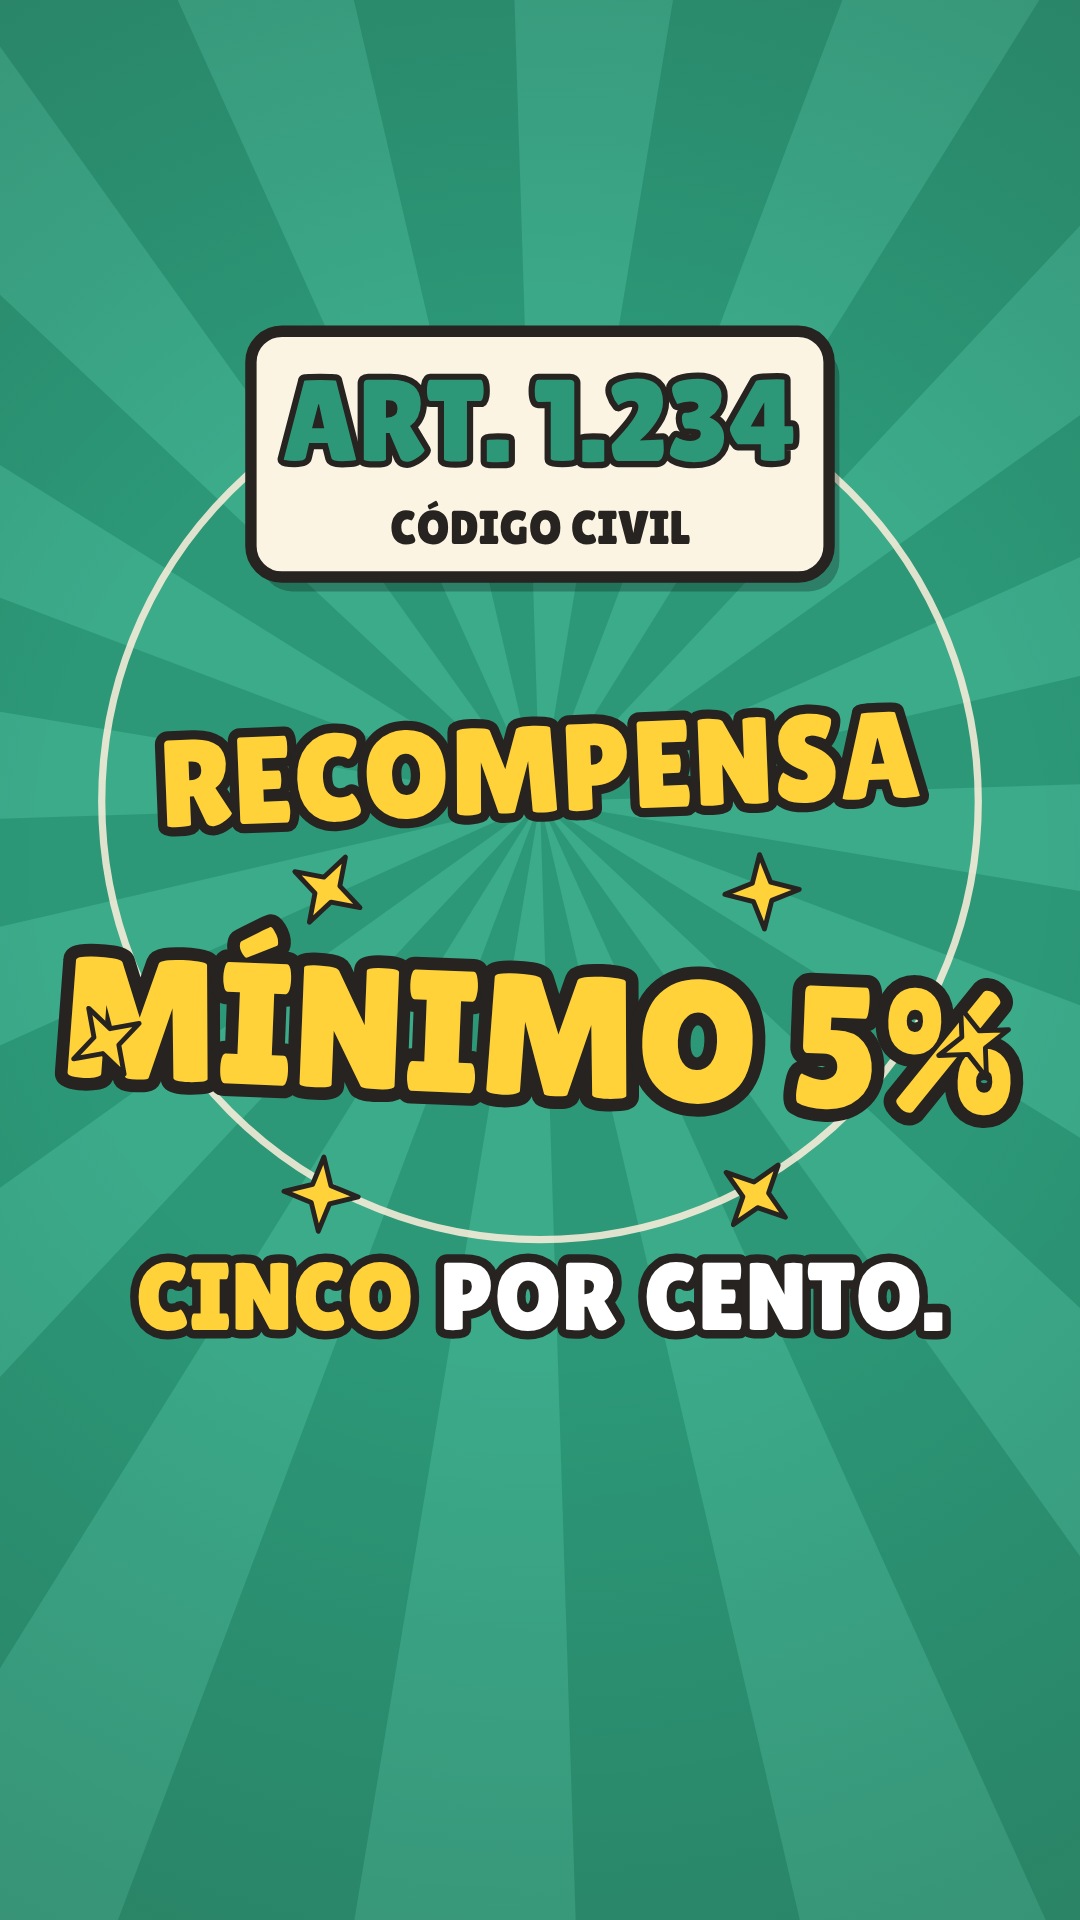 ART. 1.234
CÓDIGO CIVIL
RECOMPENSA
MÍNIMO 5%
CINCO POR CENTO.